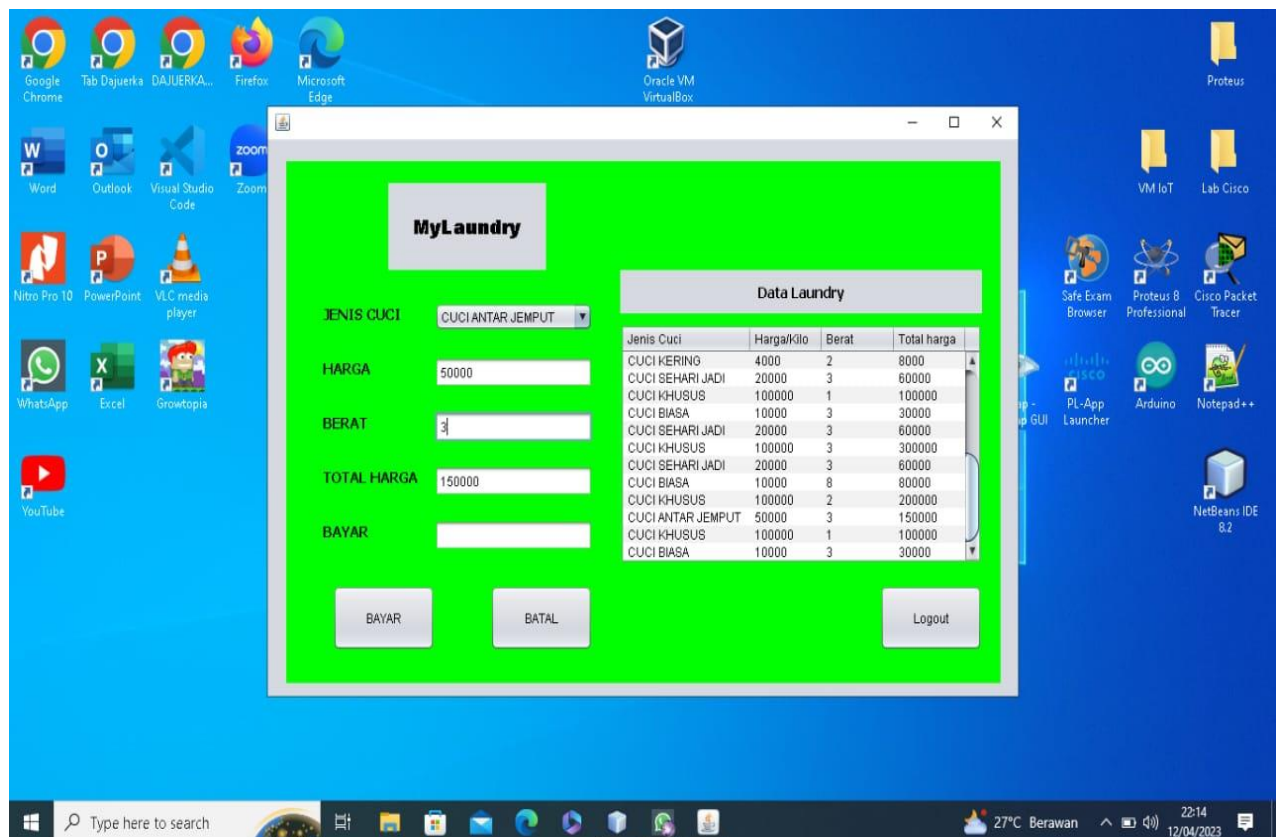 Google Chrome
Tab Dajuerka
DAJUERKA...
Firefox
Microsoft Edge
Oracle VM VirtualBox
Proteus
Word
Outlook
Visual Studio Code
Zoom
zoom
VM IoT
Lab Cisco
Nitro Pro 10
PowerPoint
VLC media player
Safe Exam Browser
Proteus 8 Professional
Cisco Packet Tracer
WhatsApp
Excel
Growtopia
GUI
CISCO
PL-App Launcher
Arduino
Notepad++
YouTube
NetBeans IDE 8.2
MyLaundry
JENIS CUCI
CUCI ANTAR JEMPUT
HARGA
50000
BERAT
3
TOTAL HARGA
150000
BAYAR
BAYAR
BATAL
Data Laundry
Jenis Cuci Harga/Kilo Berat Total harga
CUCI KERING 4000 2 8000
CUCI SEHARI JADI 20000 3 60000
CUCI KHUSUS 100000 1 100000
CUCI BIASA 10000 3 30000
CUCI SEHARI JADI 20000 3 60000
CUCI KHUSUS 100000 3 300000
CUCI SEHARI JADI 20000 3 60000
CUCI BIASA 10000 8 80000
CUCI KHUSUS 100000 2 200000
CUCI ANTAR JEMPUT 50000 3 150000
CUCI KHUSUS 100000 1 100000
CUCI BIASA 10000 3 30000
Logout
Type here to search
27°C Berawan
22:14
12/04/2023